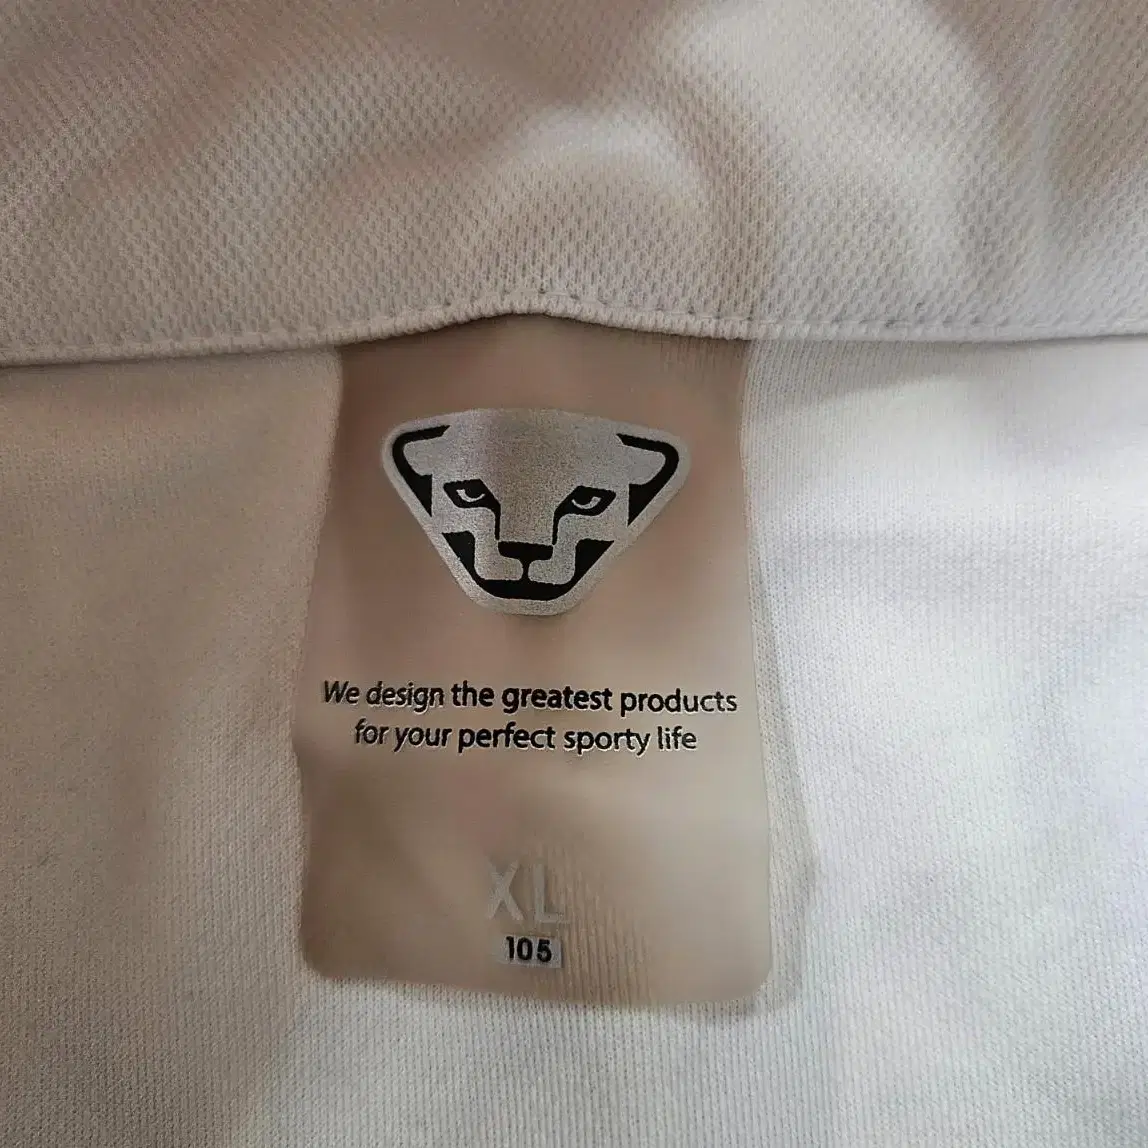 We design the greatest products
for your perfect sporty life
XL
105